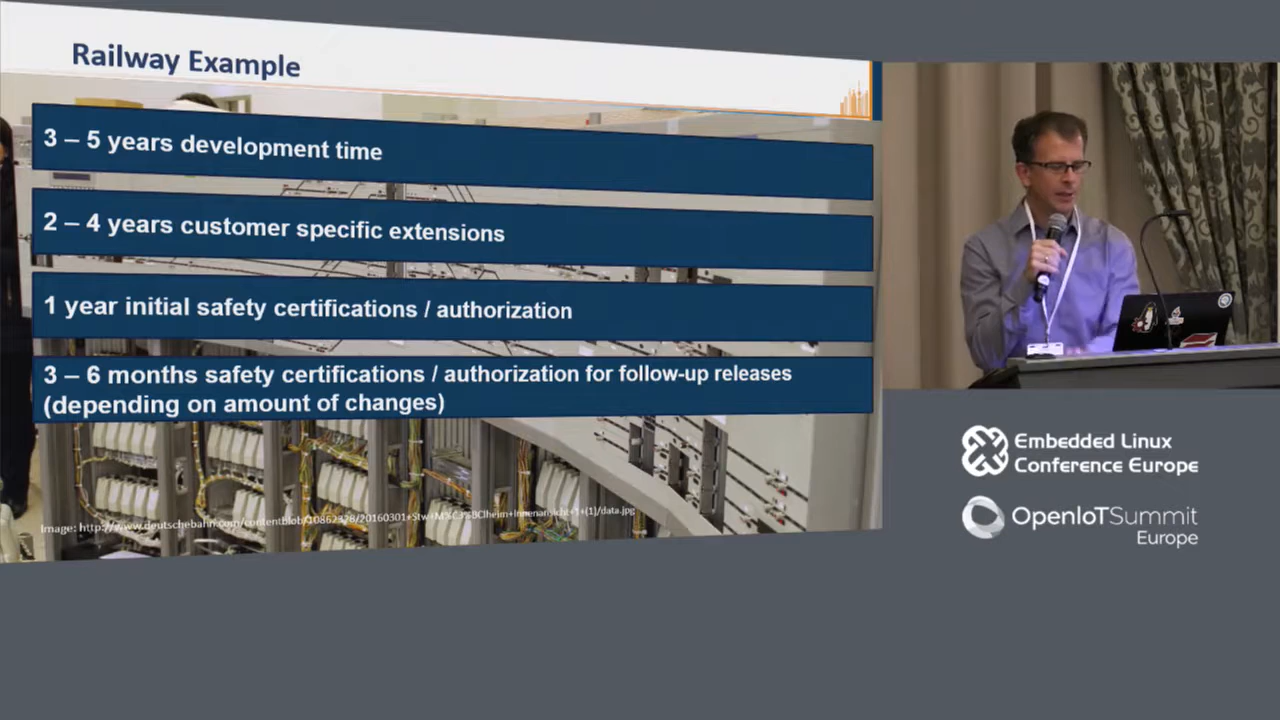 Railway Example
3 – 5 years development time
2 – 4 years customer specific extensions
1 year initial safety certifications / authorization
3 – 6 months safety certifications / authorization for follow-up releases
(depending on amount of changes)
Embedded Linux
Conference Europe
OpenIoTSummit
Europe